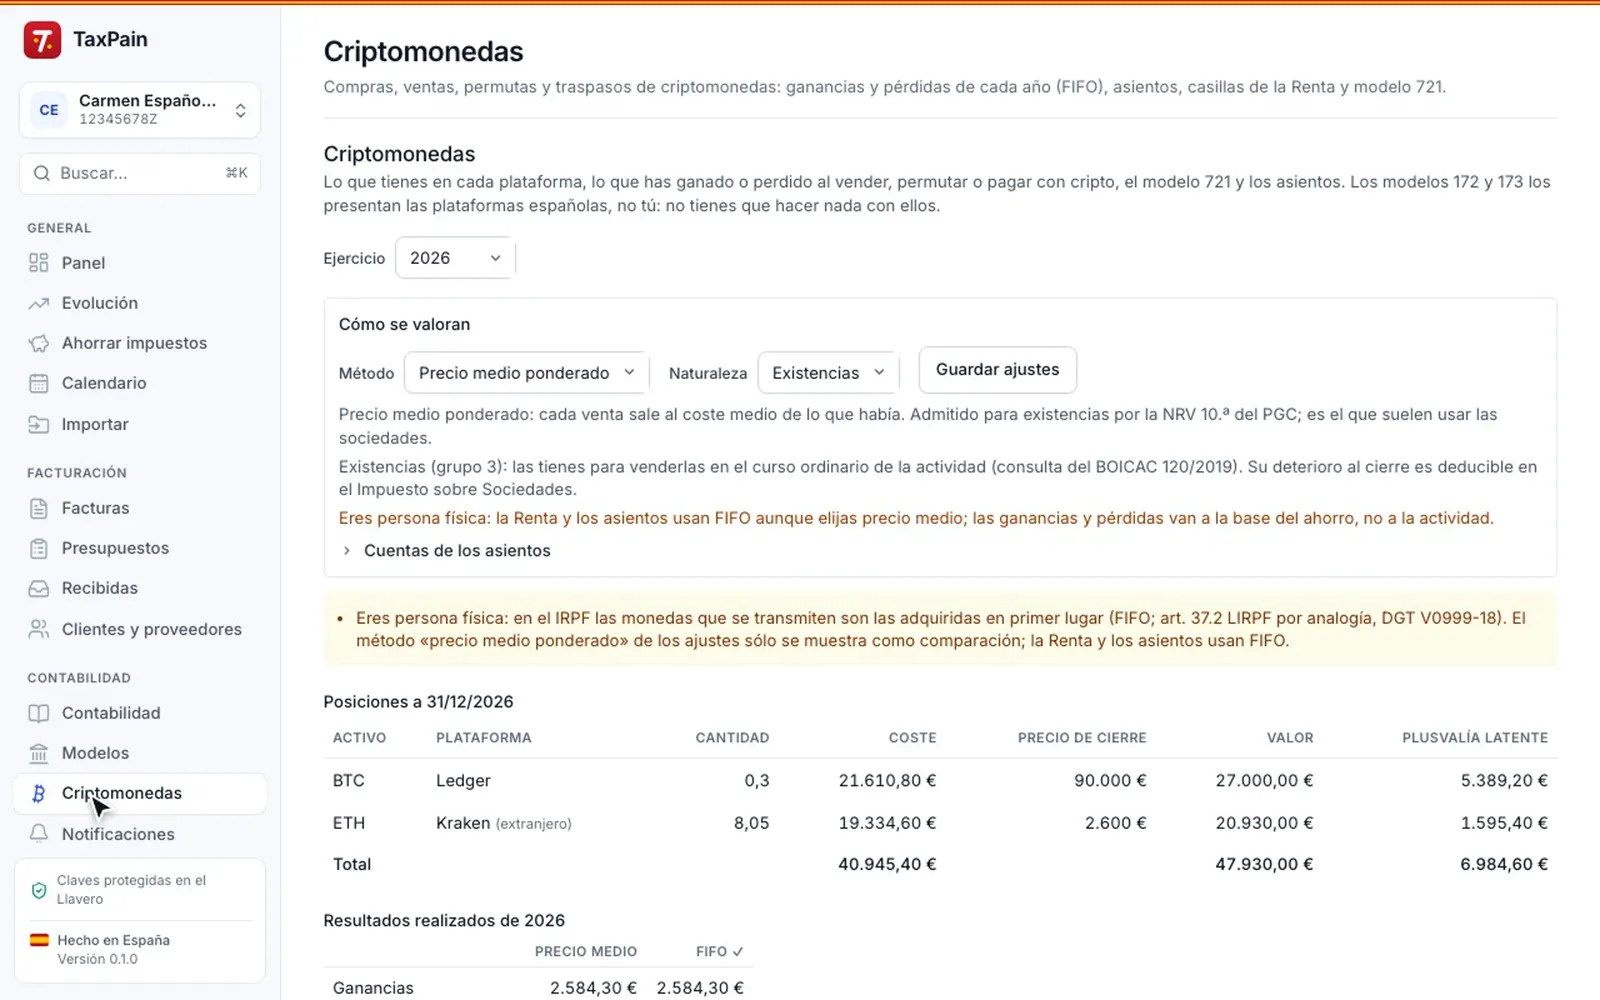 TaxPain
CE
Carmen Españo...
12345678Z
Buscar...
⌘K
GENERAL
Panel
Evolución
Ahorrar impuestos
Calendario
Importar
FACTURACIÓN
Facturas
Presupuestos
Recibidas
Clientes y proveedores
CONTABILIDAD
Contabilidad
Modelos
Criptomonedas
Notificaciones
Claves protegidas en el
Llavero
Hecho en España
Versión 0.1.0
Criptomonedas
Compras, ventas, permutas y traspasos de criptomonedas: ganancias y pérdidas de cada año (FIFO), asientos, casillas de la Renta y modelo 721.
Criptomonedas
Lo que tienes en cada plataforma, lo que has ganado o perdido al vender, permutar o pagar con cripto, el modelo 721 y los asientos. Los modelos 172 y 173 los
presentan las plataformas españolas, no tú: no tienes que hacer nada con ellos.
Ejercicio 2026
Cómo se valoran
Método Precio medio ponderado Naturaleza Existencias Guardar ajustes
Precio medio ponderado: cada venta sale al coste medio de lo que había. Admitido para existencias por la NRV 10.ª del PGC; es el que suelen usar las
sociedades.
Existencias (grupo 3): las tienes para venderlas en el curso ordinario de la actividad (consulta del BOICAC 120/2019). Su deterioro al cierre es deducible en
el Impuesto sobre Sociedades.
Eres persona física: la Renta y los asientos usan FIFO aunque elijas precio medio; las ganancias y pérdidas van a la base del ahorro, no a la actividad.
Cuentas de los asientos
• Eres persona física: en el IRPF las monedas que se transmiten son las adquiridas en primer lugar (FIFO; art. 37.2 LIRPF por analogía, DGT V0999-18). El
método «precio medio ponderado» de los ajustes sólo se muestra como comparación; la Renta y los asientos usan FIFO.
Posiciones a 31/12/2026
ACTIVO PLATAFORMA CANTIDAD COSTE PRECIO DE CIERRE VALOR PLUSVALÍA LATENTE
BTC Ledger 0,3 21.610,80 € 90.000 € 27.000,00 € 5.389,20 €
ETH Kraken (extranjero) 8,05 19.334,60 € 2.600 € 20.930,00 € 1.595,40 €
Total 40.945,40 € 47.930,00 € 6.984,60 €
Resultados realizados de 2026
PRECIO MEDIO FIFO ✓
Ganancias 2.584,30 € 2.584,30 €